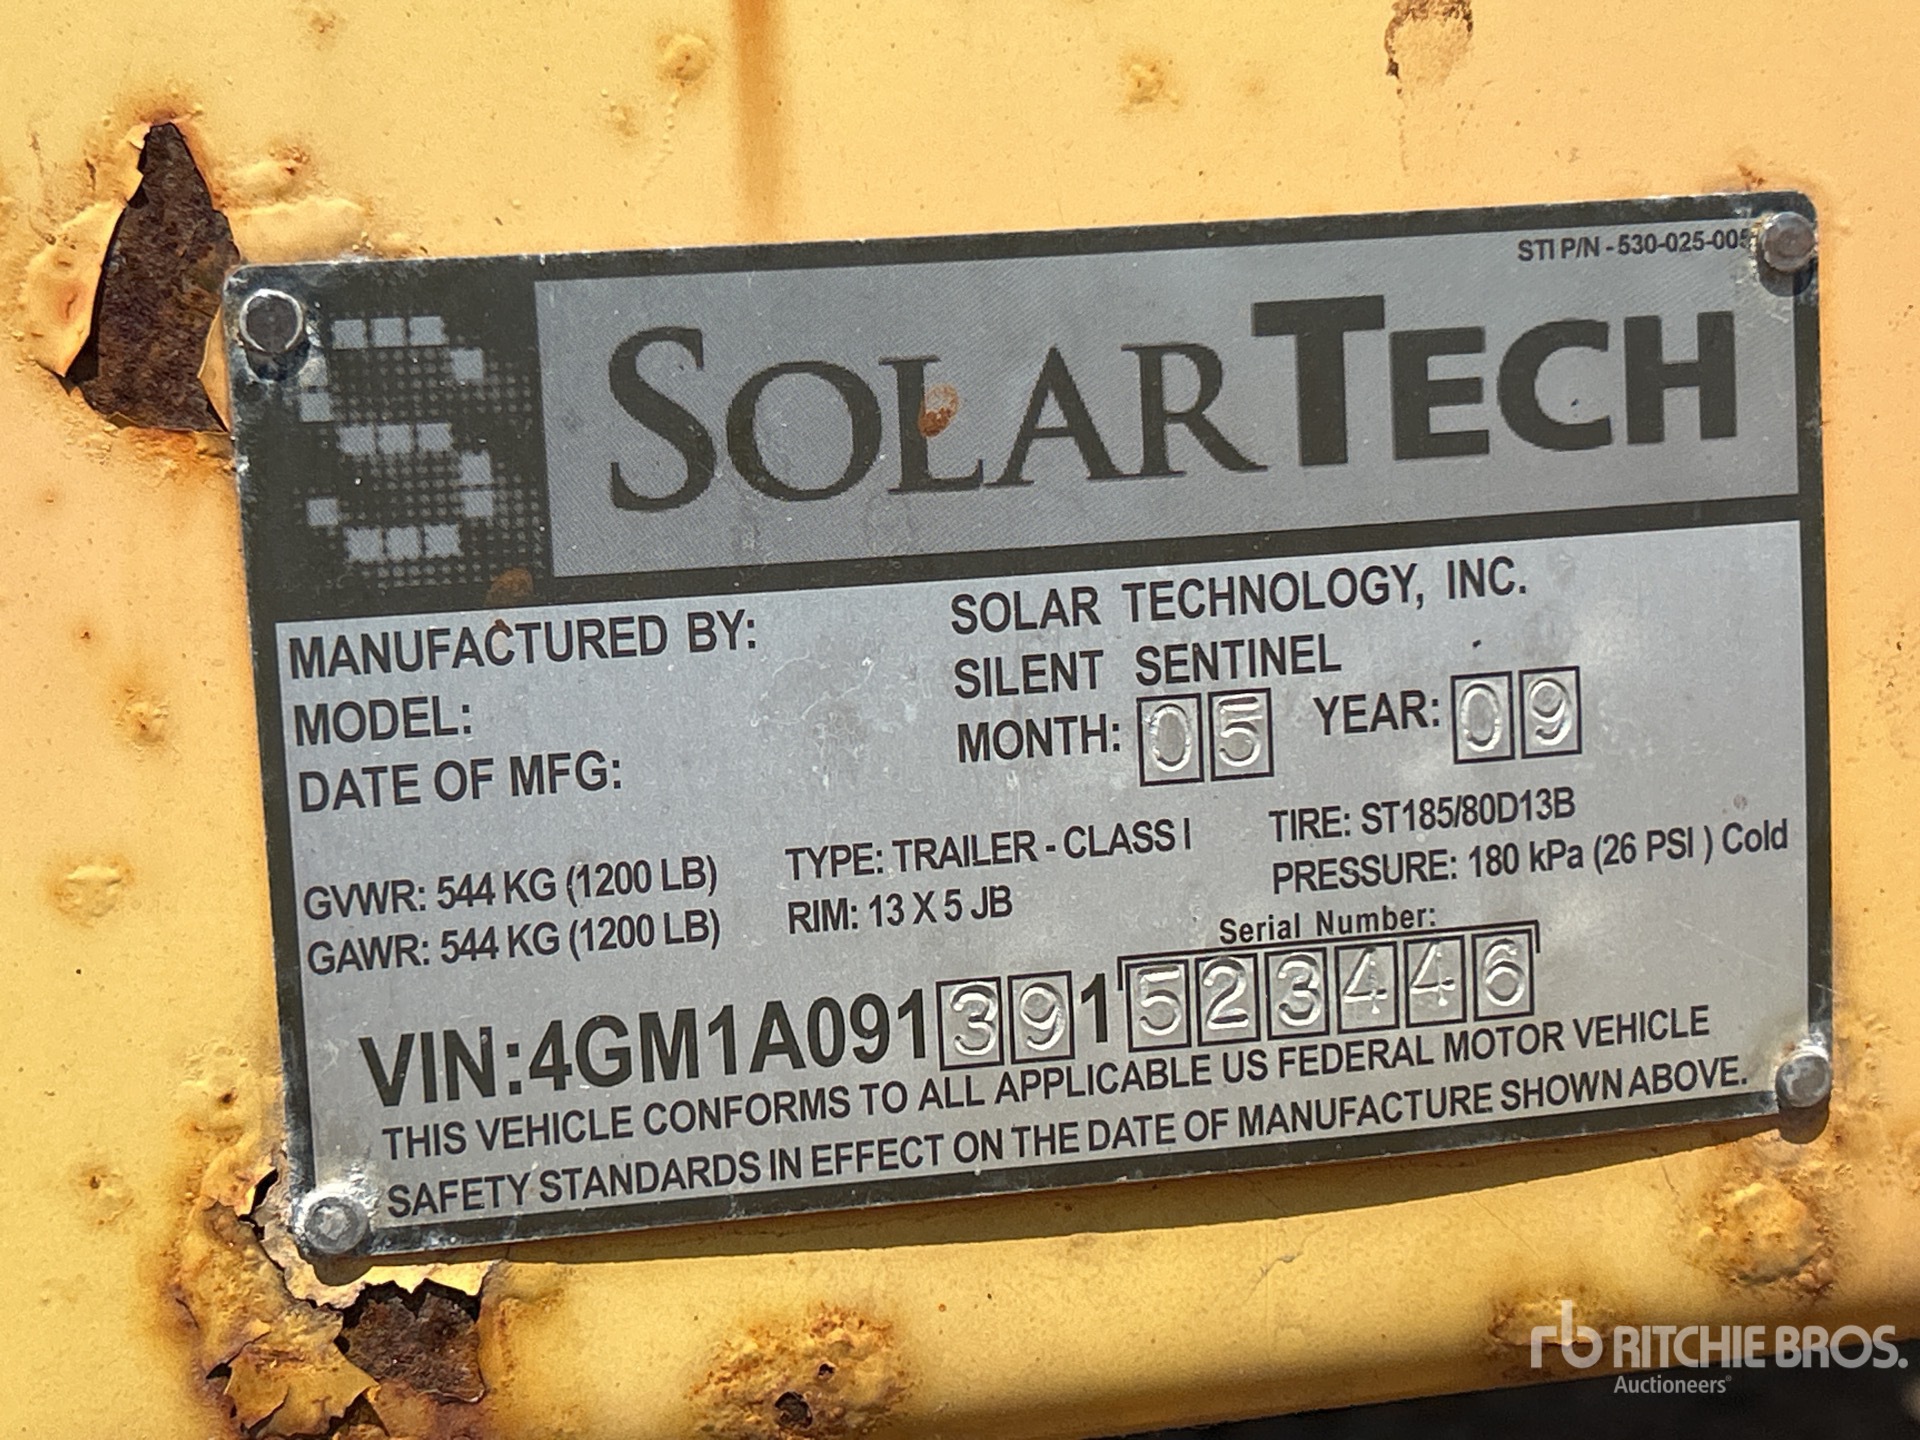 STI P/N - 530-025-005
SOLARTECH
MANUFACTURED BY: SOLAR TECHNOLOGY, INC.
MODEL: SILENT SENTINEL
DATE OF MFG: MONTH: 05 YEAR: 09
GVWR: 544 KG (1200 LB) TYPE: TRAILER - CLASS I TIRE: ST185/80D13B
GAWR: 544 KG (1200 LB) RIM: 13 X 5 JB PRESSURE: 180 kPa (26 PSI ) Cold
Serial Number:
VIN:4GM1A091391523446
THIS VEHICLE CONFORMS TO ALL APPLICABLE US FEDERAL MOTOR VEHICLE
SAFETY STANDARDS IN EFFECT ON THE DATE OF MANUFACTURE SHOWN ABOVE.
rb RITCHIE BROS.
Auctioneers®